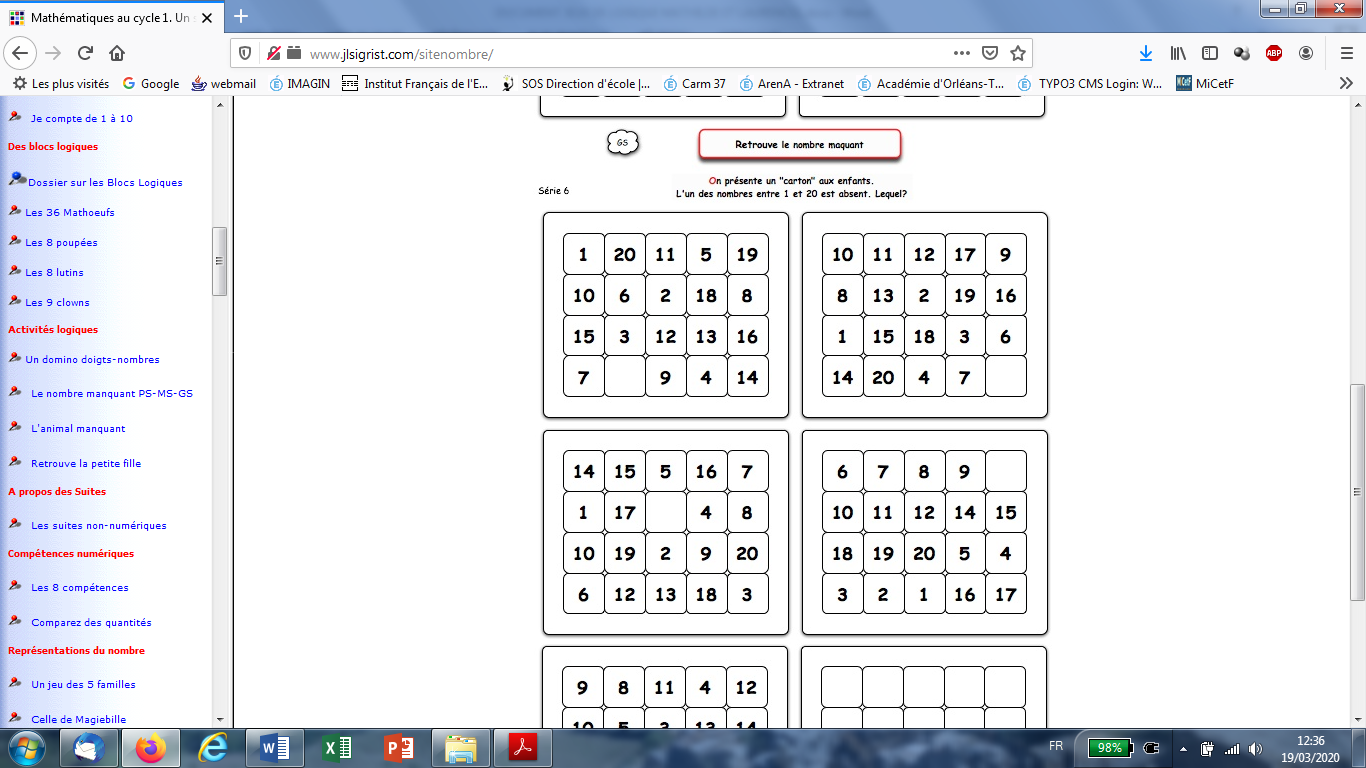 Mathématiques au cycle 1. Un s
www.jlsigrist.com/sitenombre/
ABP
Les plus visités
Google
webmail
IMAGIN
Institut Français de l'E...
SOS Direction d'école |...
Carm 37
ArenA - Extranet
Académie d'Orléans-T...
TYPO3 CMS Login: W...
MiCetF
Je compte de 1 à 10
Des blocs logiques
Dossier sur les Blocs Logiques
Les 36 Mathoeufs
Les 8 poupées
Les 8 lutins
Les 9 clowns
Activités logiques
Un domino doigts-nombres
Le nombre manquant PS-MS-GS
L'animal manquant
Retrouve la petite fille
A propos des Suites
Les suites non-numériques
Compétences numériques
Les 8 compétences
Comparez des quantités
Représentations du nombre
Un jeu des 5 familles
Celle de Magiebille
GS
Retrouve le nombre maquant
Série 6
On présente un "carton" aux enfants.
L'un des nombres entre 1 et 20 est absent. Lequel?
1 20 11 5 19
10 6 2 18 8
15 3 12 13 16
7 9 4 14
10 11 12 17 9
8 13 2 19 16
1 15 18 3 6
14 20 4 7
14 15 5 16 7
1 17 4 8
10 19 2 9 20
6 12 13 18 3
6 7 8 9
10 11 12 14 15
18 19 20 5 4
3 2 1 16 17
9 8 11 4 12
FR
98%
12:36
19/03/2020